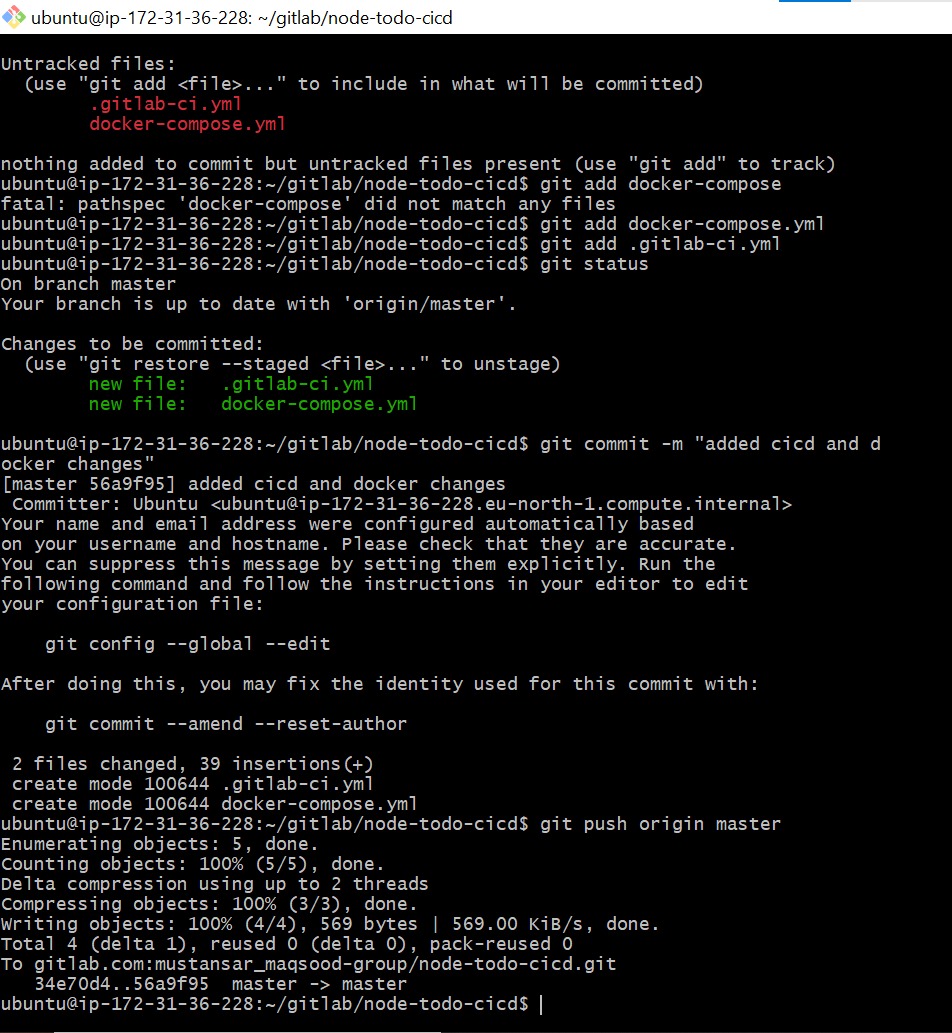 ubuntu@ip-172-31-36-228: ~/gitlab/node-todo-cicd
Untracked files:
  (use "git add <file>..." to include in what will be committed)
        .gitlab-ci.yml
        docker-compose.yml
nothing added to commit but untracked files present (use "git add" to track)
ubuntu@ip-172-31-36-228:~/gitlab/node-todo-cicd$ git add docker-compose
fatal: pathspec 'docker-compose' did not match any files
ubuntu@ip-172-31-36-228:~/gitlab/node-todo-cicd$ git add docker-compose.yml
ubuntu@ip-172-31-36-228:~/gitlab/node-todo-cicd$ git add .gitlab-ci.yml
ubuntu@ip-172-31-36-228:~/gitlab/node-todo-cicd$ git status
On branch master
Your branch is up to date with 'origin/master'.
Changes to be committed:
  (use "git restore --staged <file>..." to unstage)
        new file:   .gitlab-ci.yml
        new file:   docker-compose.yml
ubuntu@ip-172-31-36-228:~/gitlab/node-todo-cicd$ git commit -m "added cicd and d
ocker changes"
[master 56a9f95] added cicd and docker changes
 Committer: Ubuntu <ubuntu@ip-172-31-36-228.eu-north-1.compute.internal>
Your name and email address were configured automatically based
on your username and hostname. Please check that they are accurate.
You can suppress this message by setting them explicitly. Run the
following command and follow the instructions in your editor to edit
your configuration file:
    git config --global --edit
After doing this, you may fix the identity used for this commit with:
    git commit --amend --reset-author
 2 files changed, 39 insertions(+)
 create mode 100644 .gitlab-ci.yml
 create mode 100644 docker-compose.yml
ubuntu@ip-172-31-36-228:~/gitlab/node-todo-cicd$ git push origin master
Enumerating objects: 5, done.
Counting objects: 100% (5/5), done.
Delta compression using up to 2 threads
Compressing objects: 100% (3/3), done.
Writing objects: 100% (4/4), 569 bytes | 569.00 KiB/s, done.
Total 4 (delta 1), reused 0 (delta 0), pack-reused 0
To gitlab.com:mustansar_maqsood-group/node-todo-cicd.git
   34e70d4..56a9f95  master -> master
ubuntu@ip-172-31-36-228:~/gitlab/node-todo-cicd$